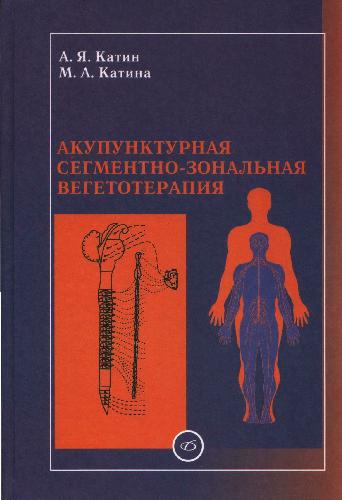 А. Я. Катин
М. Л. Катина
АКУПУНКТУРНАЯ
СЕГМЕНТНО-ЗОНАЛЬНАЯ
ВЕГЕТОТЕРАПИЯ